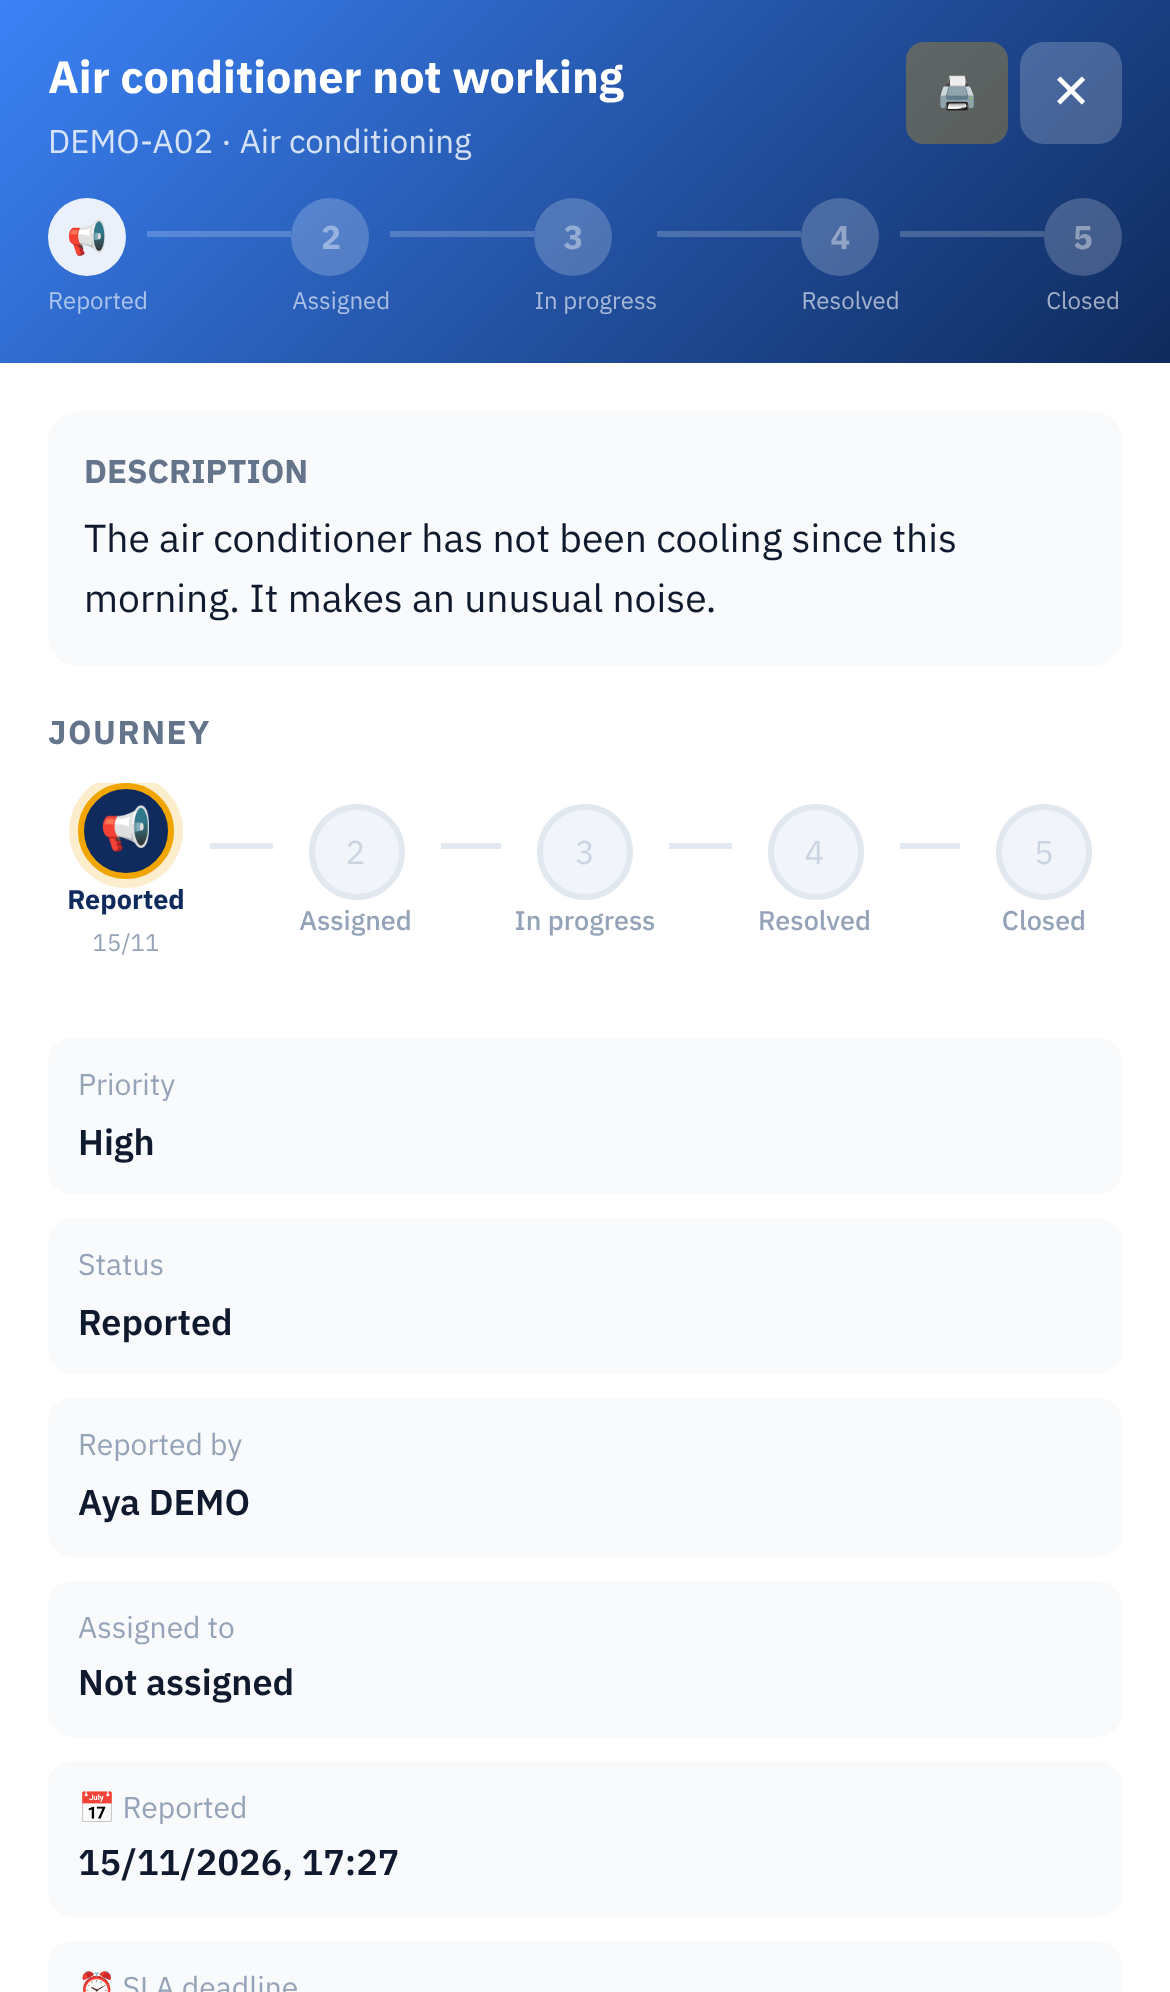 Air conditioner not working
DEMO-A02 · Air conditioning
2
3
4
5
Reported
Assigned
In progress
Resolved
Closed
DESCRIPTION
The air conditioner has not been cooling since this
morning. It makes an unusual noise.
JOURNEY
2
3
4
5
Reported
Assigned
In progress
Resolved
Closed
15/11
Priority
High
Status
Reported
Reported by
Aya DEMO
Assigned to
Not assigned
📅 Reported
15/11/2026, 17:27
⏰ SLA deadline